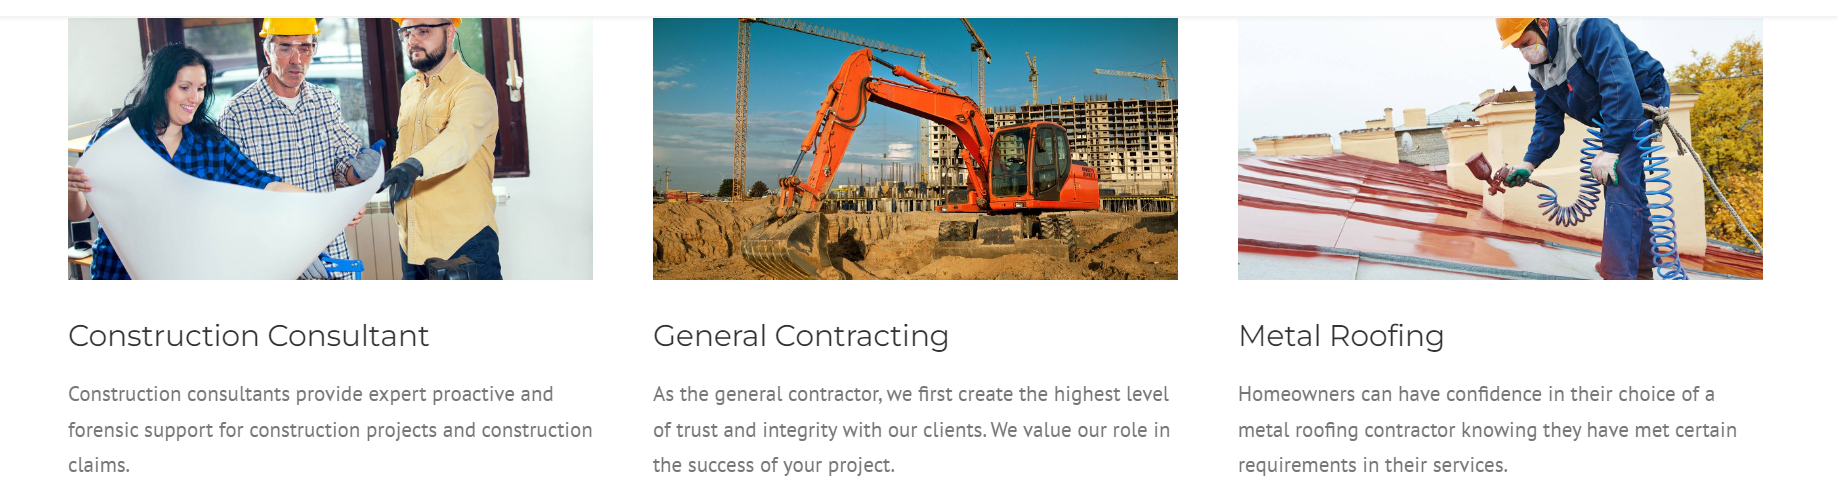 Construction Consultant
Construction consultants provide expert proactive and
forensic support for construction projects and construction
claims.
General Contracting
As the general contractor, we first create the highest level
of trust and integrity with our clients. We value our role in
the success of your project.
Metal Roofing
Homeowners can have confidence in their choice of a
metal roofing contractor knowing they have met certain
requirements in their services.